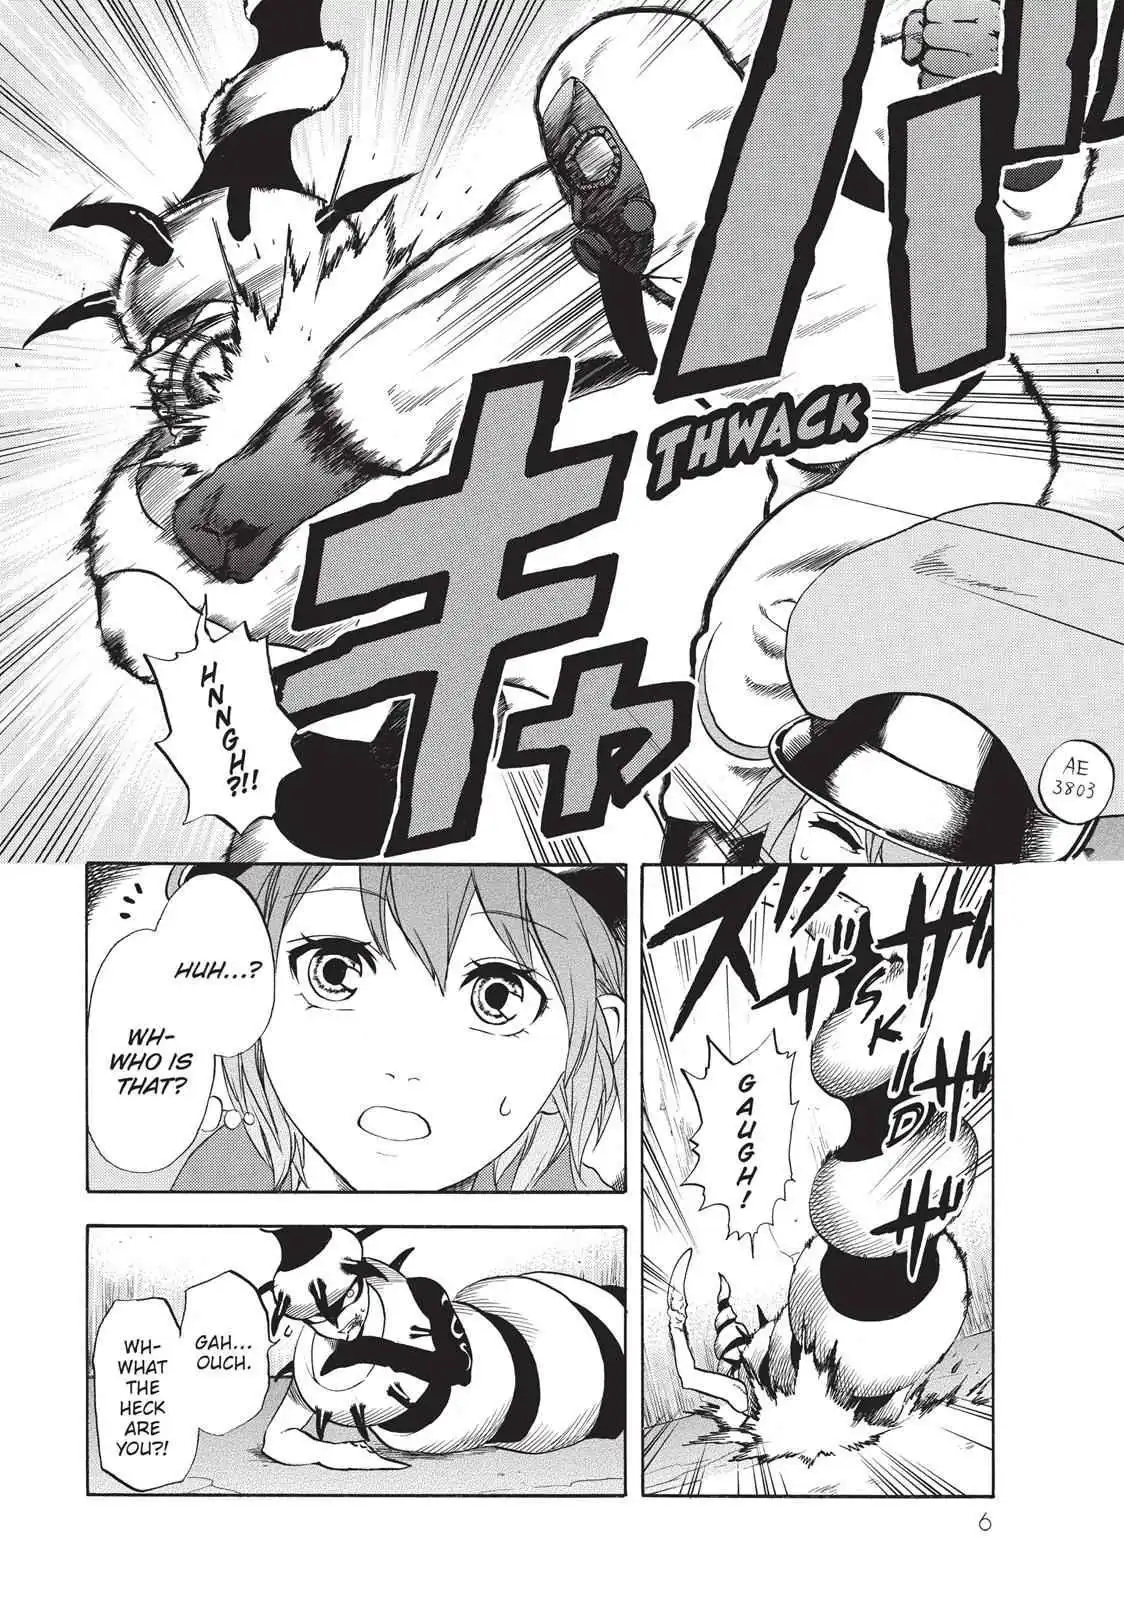 バキャ
THWACK
HNNGH
?!!
AE
3803
ズザザザザ
SKID
GAUGH!
HUH...?
WH-
WHO IS
THAT?
GAH...
OUCH.
WH-
WHAT
THE
HECK
ARE
YOU?!
6